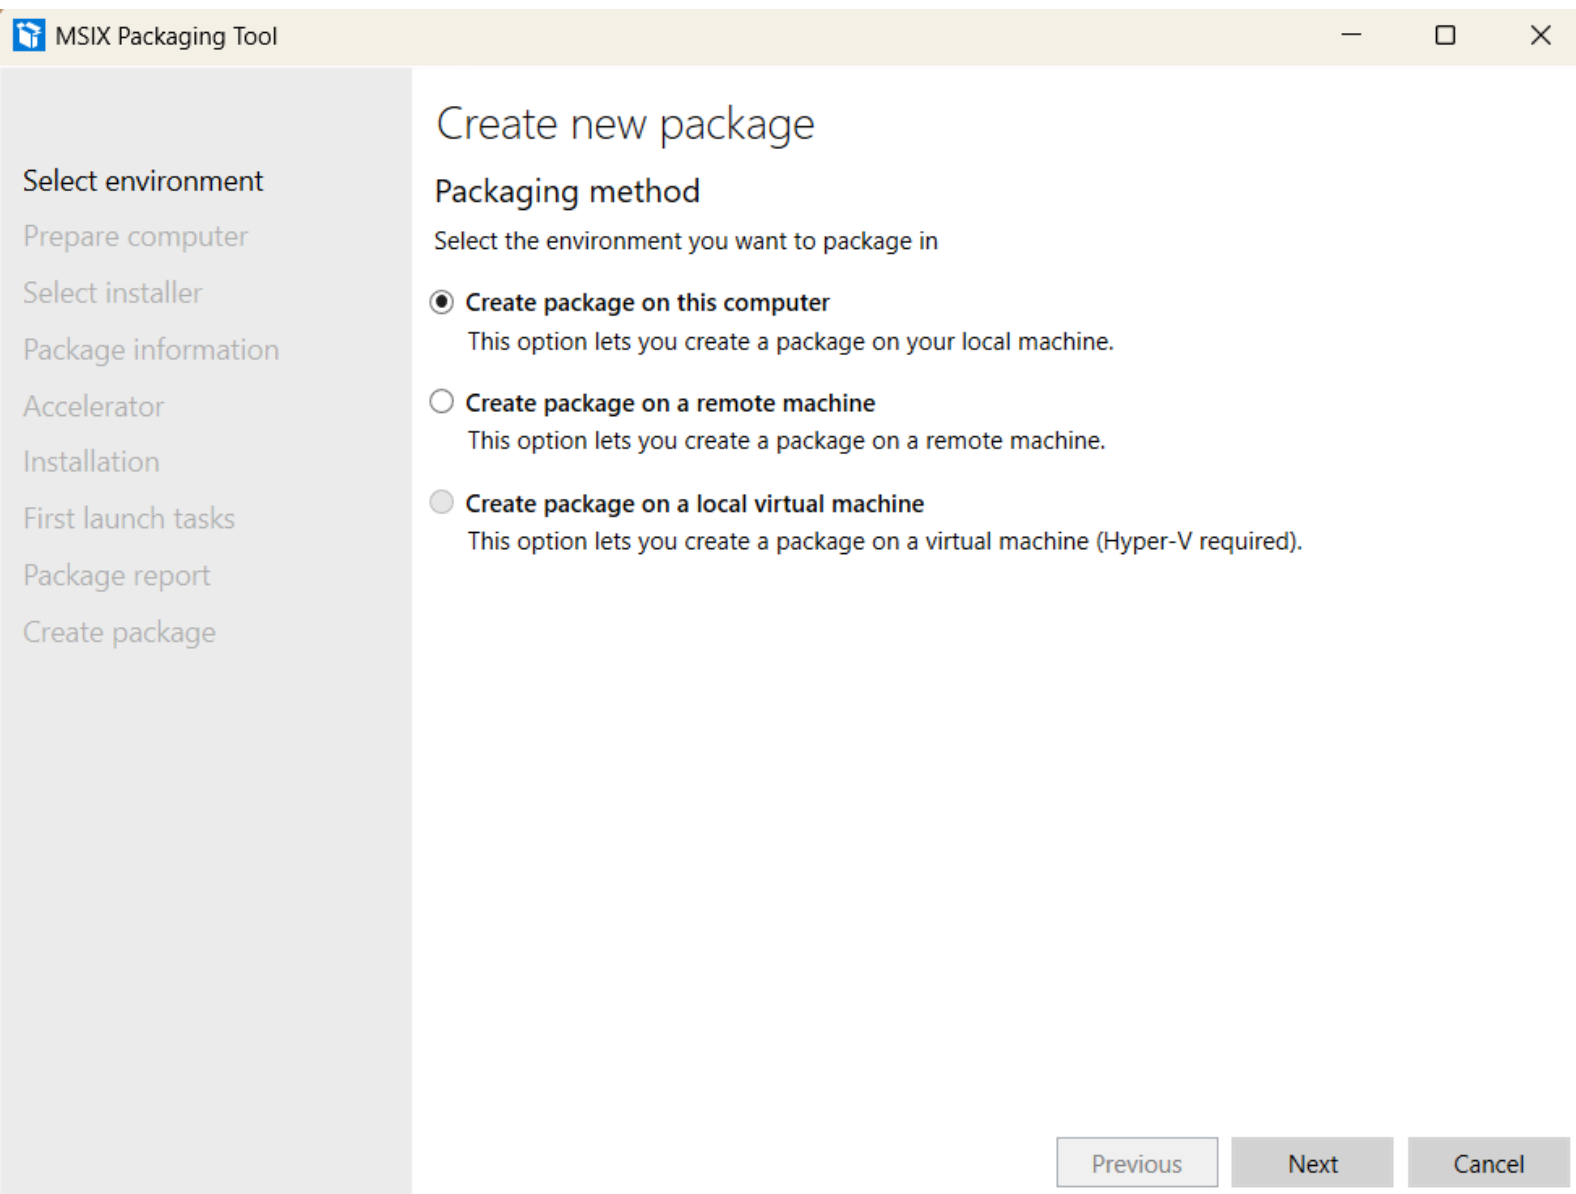 MSIX Packaging Tool
Select environment
Prepare computer
Select installer
Package information
Accelerator
Installation
First launch tasks
Package report
Create package
Create new package
Packaging method
Select the environment you want to package in
Create package on this computer
This option lets you create a package on your local machine.
Create package on a remote machine
This option lets you create a package on a remote machine.
Create package on a local virtual machine
This option lets you create a package on a virtual machine (Hyper-V required).
Previous
Next
Cancel